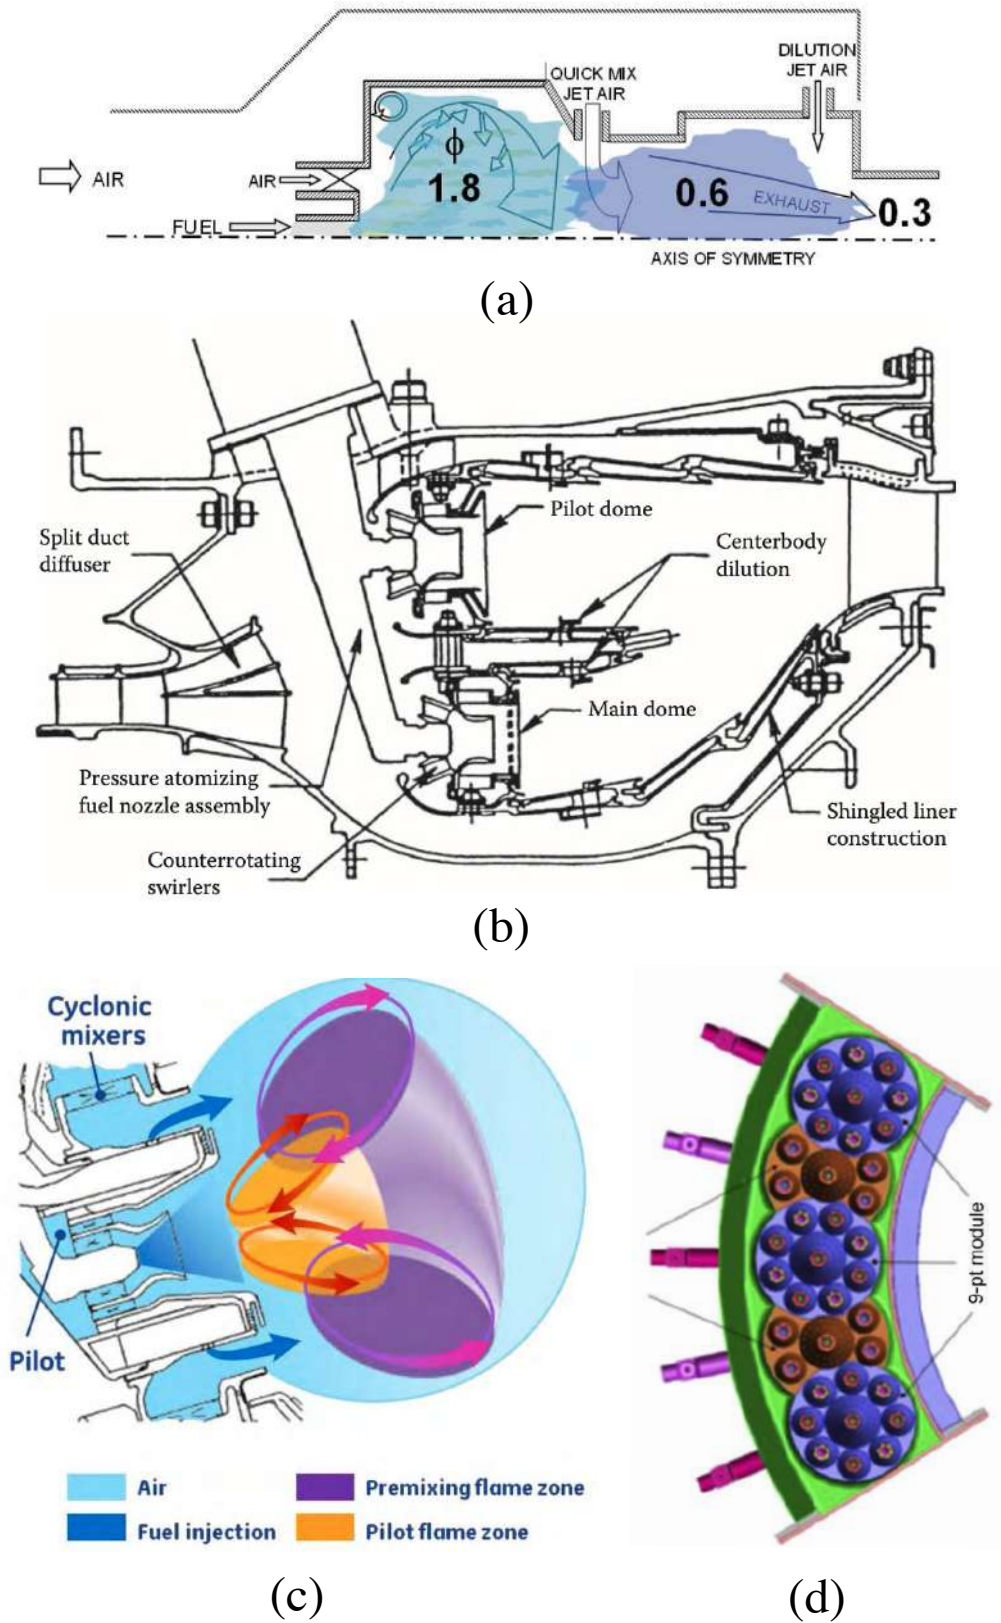 QUICK MIX
JET AIR
DILUTION
JET AIR
AIR
AIR
FUEL
ϕ
1.8
0.6
EXHAUST
0.3
AXIS OF SYMMETRY
(a)
Split duct
diffuser
Pilot dome
Centerbody
dilution
Main dome
Pressure atomizing
fuel nozzle assembly
Counterrotating
swirlers
Shingled liner
construction
(b)
Cyclonic
mixers
Pilot
Air
Fuel injection
Premixing flame zone
Pilot flame zone
(c)
9-pt module
(d)